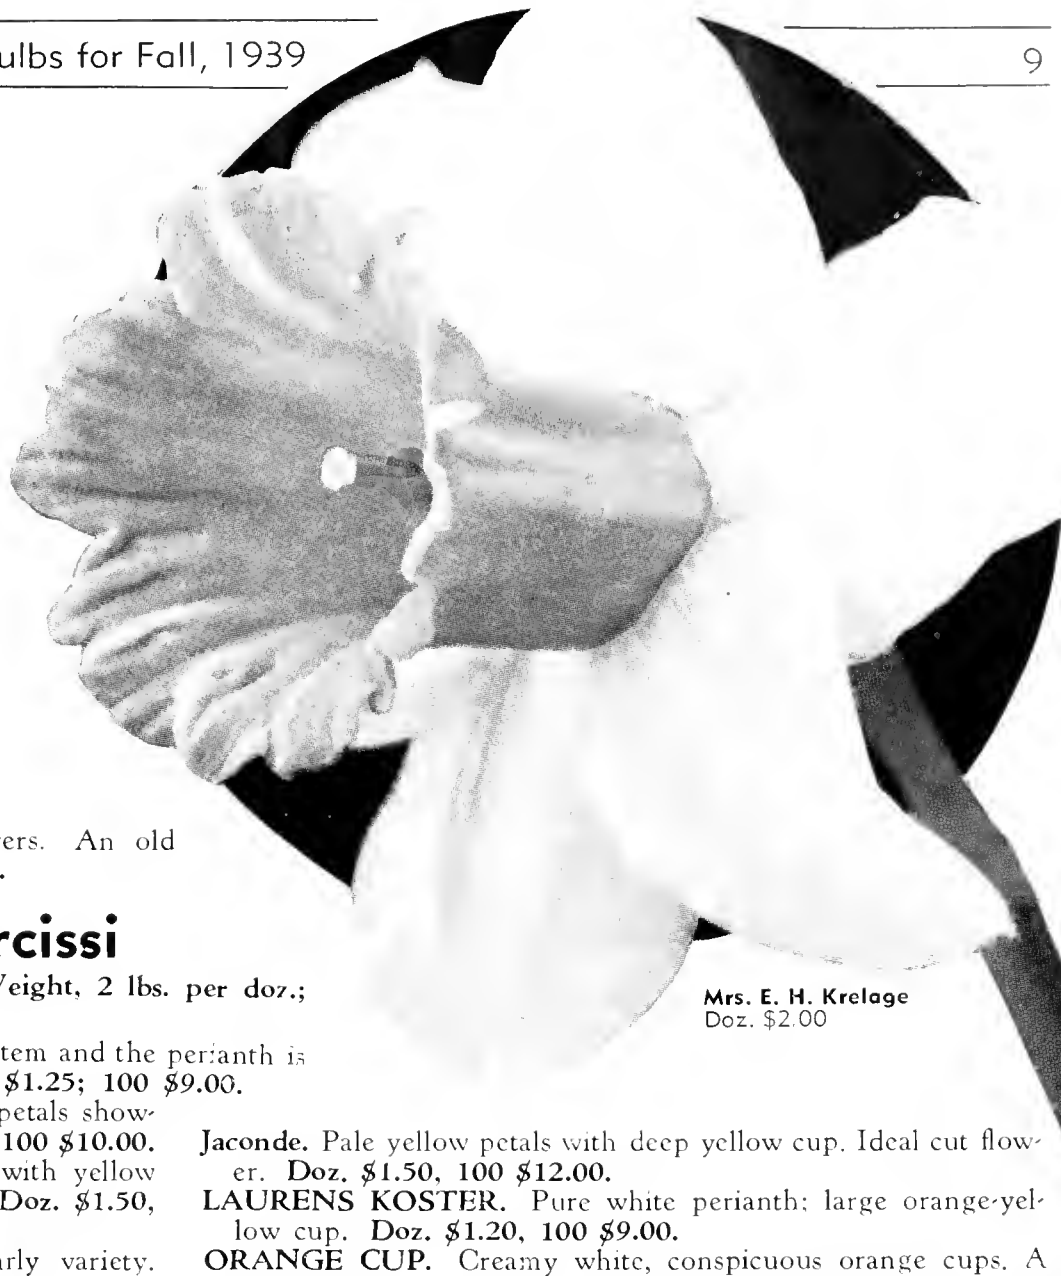 ulbs for Fall, 1939
9
ers. An old
.
rcissi
eight, 2 lbs. per doz.;
tem and the perianth is
$1.25; 100 $9.00.
petals show-
100 $10.00.
with yellow
Doz. $1.50,
rly variety.
Mrs. E. H. Krelage
Doz. $2.00
Jaconde. Pale yellow petals with deep yellow cup. Ideal cut flow-
er. Doz. $1.50, 100 $12.00.
LAURENS KOSTER. Pure white perianth; large orange-yel-
low cup. Doz. $1.20, 100 $9.00.
ORANGE CUP. Creamy white, conspicuous orange cups. A